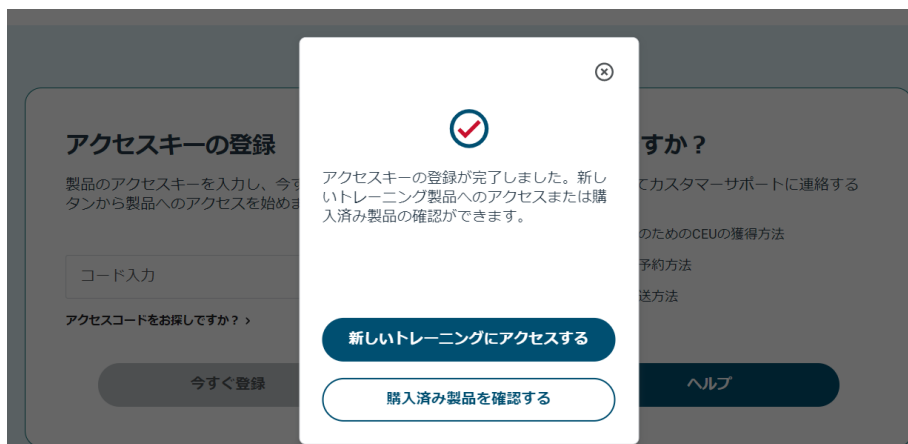 アクセスキーの登録
製品のアクセスキーを入力し、今す
タンから製品へのアクセスを始めま
コード入力
アクセスコードをお探しですか? ›
今すぐ登録
アクセスキーの登録が完了しました。新し
いトレーニング製品へのアクセスまたは購
入済み製品の確認ができます。
新しいトレーニングにアクセスする
購入済み製品を確認する
すか?
てカスタマーサポートに連絡する
のためのCEUの獲得方法
予約方法
送方法
ヘルプ